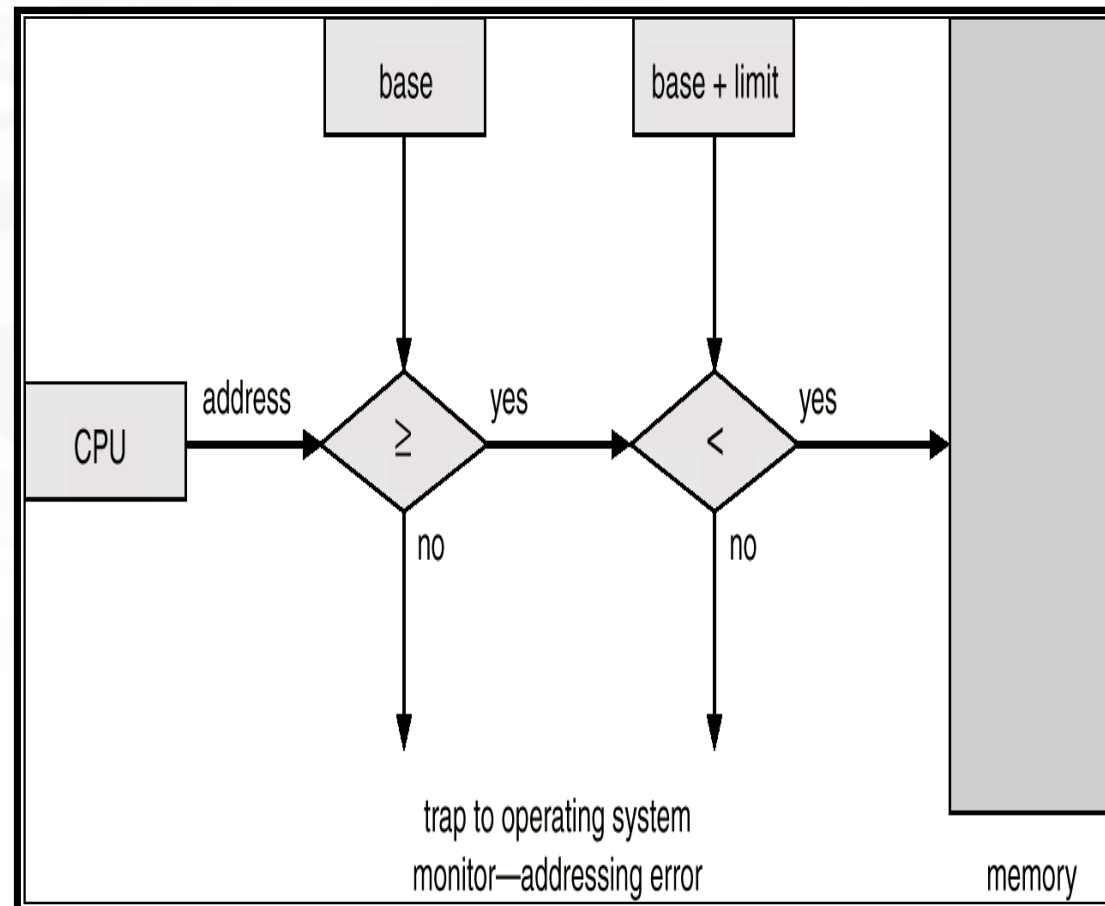 base
base + limit
address
yes
yes
CPU
≥
<
no
no
trap to operating system
monitor—addressing error
memory